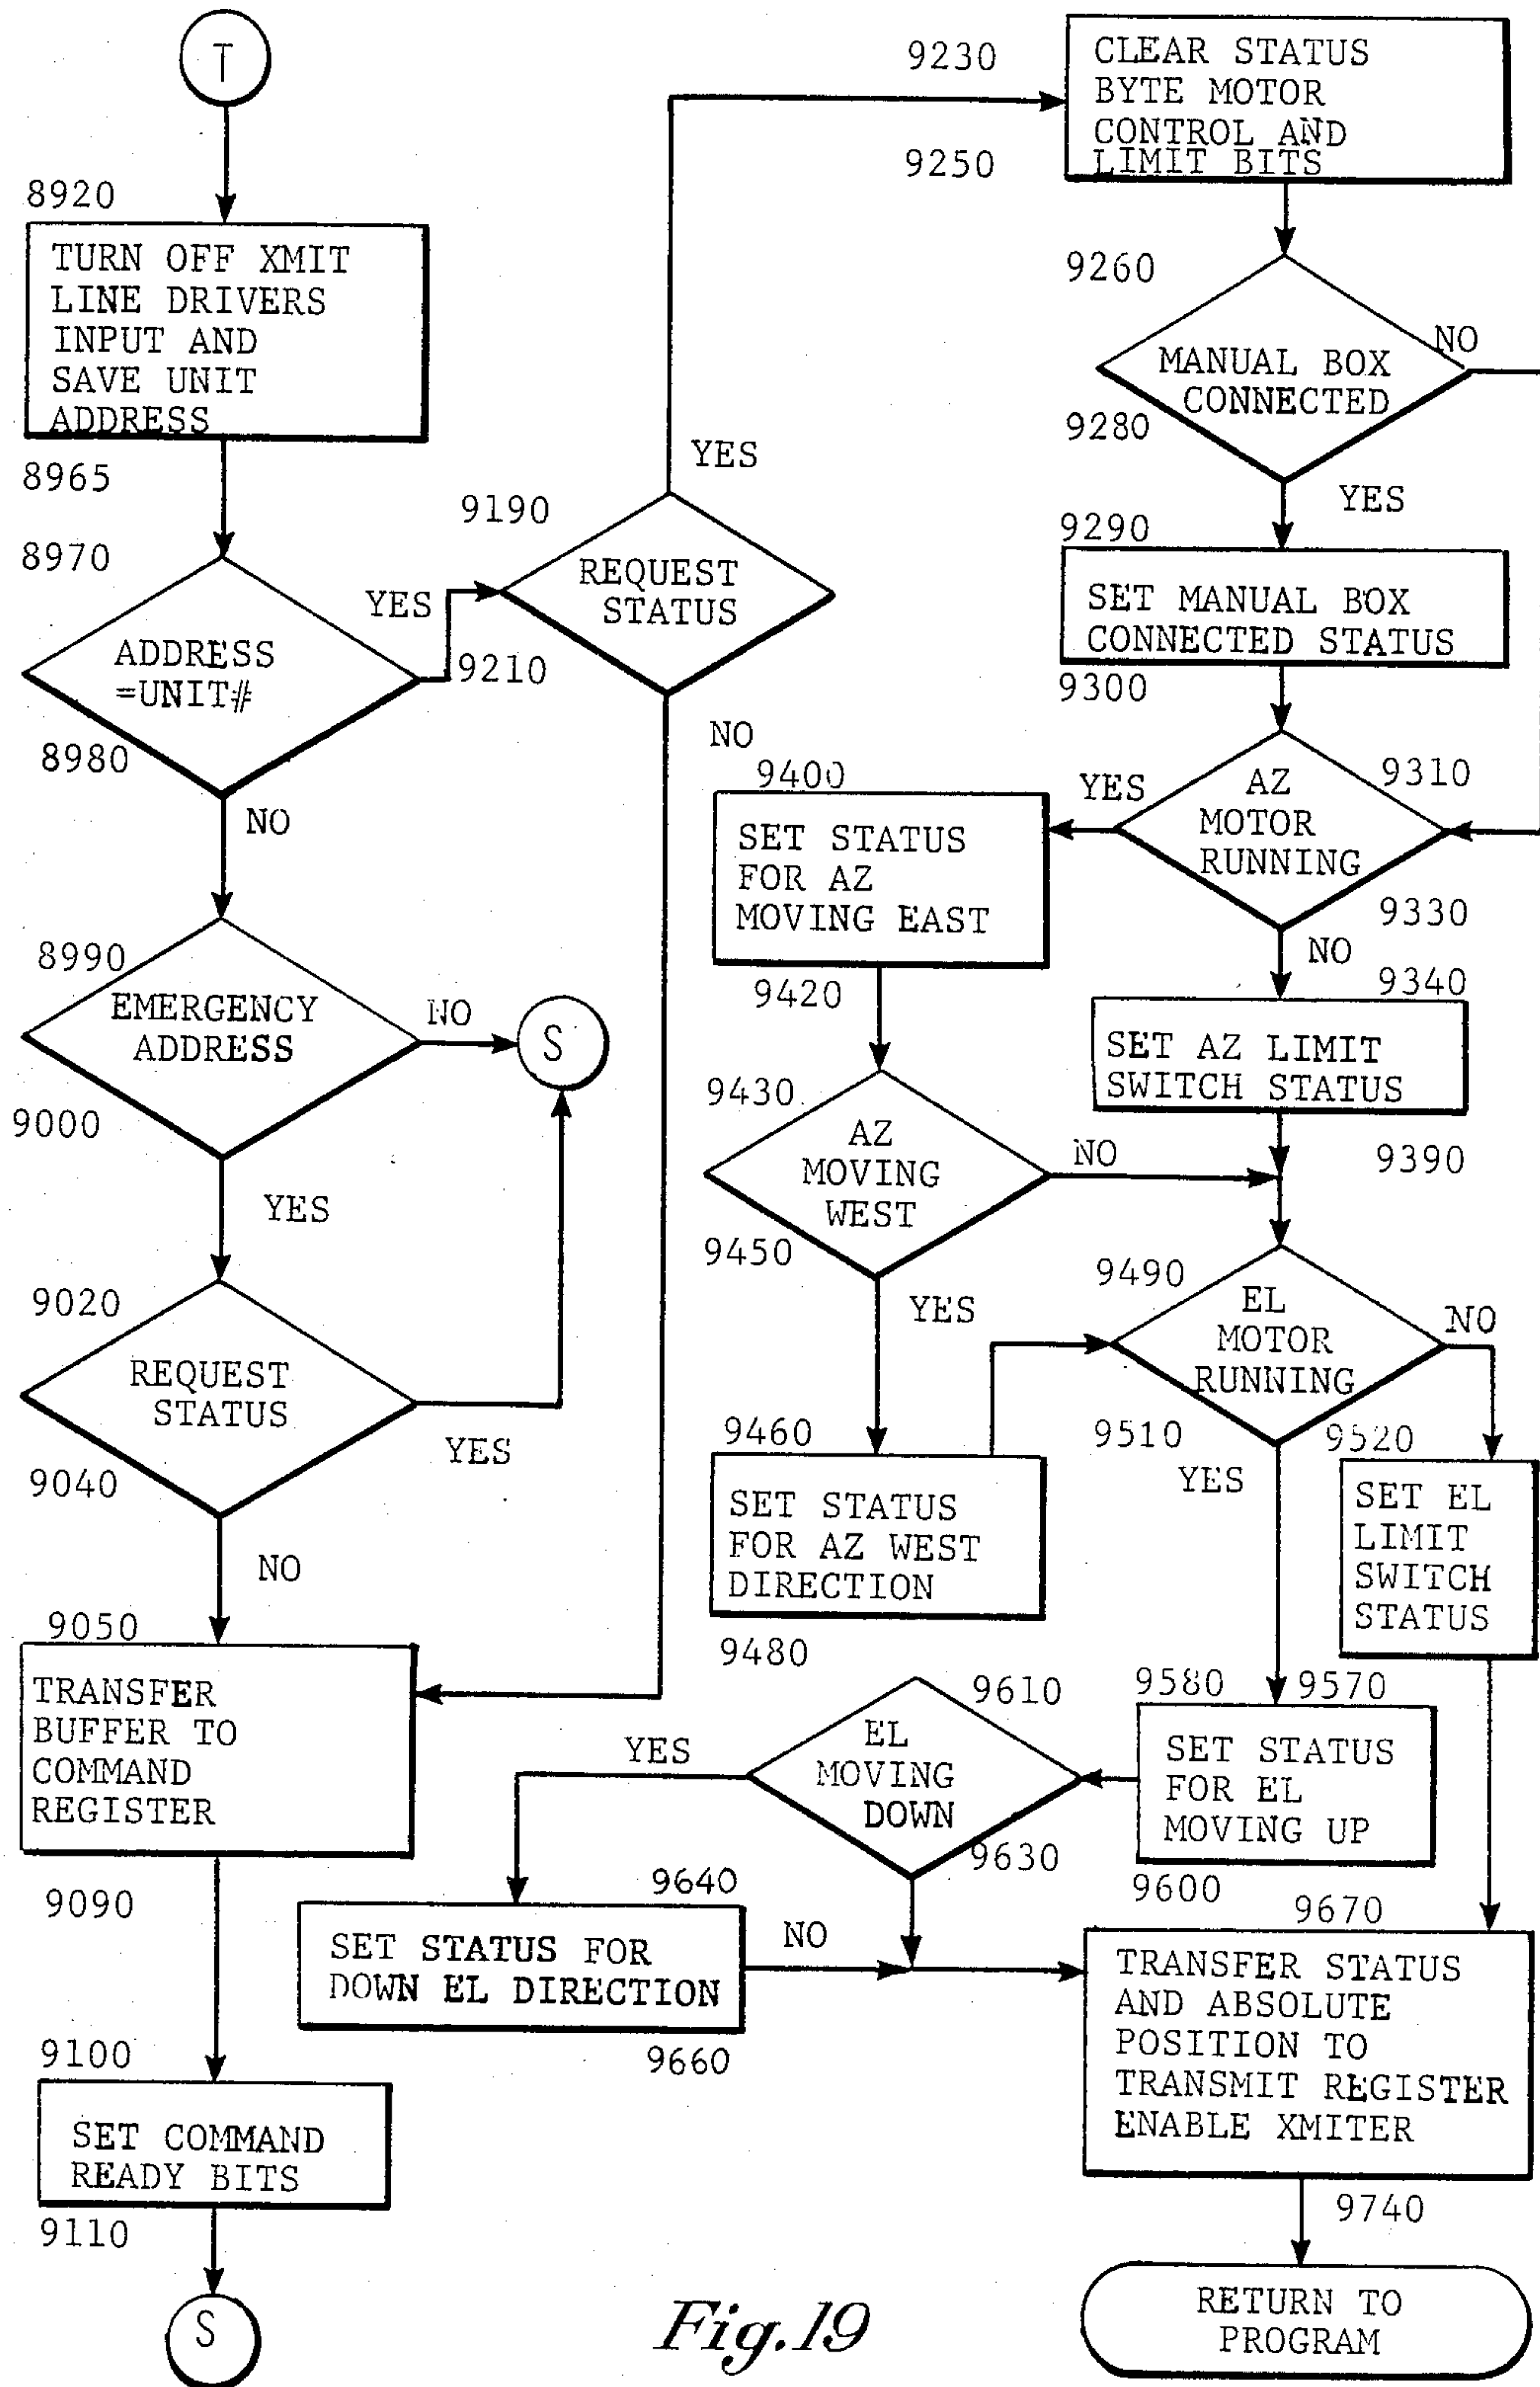 T
8920
TURN OFF XMIT
LINE DRIVERS
INPUT AND
SAVE UNIT
ADDRESS
8965
8970
ADDRESS
=UNIT#
YES
8980
NO
8990
EMERGENCY
ADDRESS
NO
S
9000
YES
9020
REQUEST
STATUS
YES
9040
NO
9050
TRANSFER
BUFFER TO
COMMAND
REGISTER
9090
9100
SET COMMAND
READY BITS
9110
S
9190
REQUEST
STATUS
9210
YES
NO
9230
CLEAR STATUS
BYTE MOTOR
CONTROL AND
LIMIT BITS
9250
9260
MANUAL BOX
CONNECTED
NO
9280
YES
9290
SET MANUAL BOX
CONNECTED STATUS
9300
AZ
MOTOR
RUNNING
9310
YES
9330
NO
9400
SET STATUS
FOR AZ
MOVING EAST
9420
9340
SET AZ LIMIT
SWITCH STATUS
9390
9430
AZ
MOVING
WEST
NO
9450
YES
9460
SET STATUS
FOR AZ WEST
DIRECTION
9480
9490
EL
MOTOR
RUNNING
NO
9510
YES
9520
SET EL
LIMIT
SWITCH
STATUS
9580
9570
SET STATUS
FOR EL
MOVING UP
9600
9610
EL
MOVING
DOWN
YES
9630
9640
SET STATUS FOR
DOWN EL DIRECTION
NO
9660
9670
TRANSFER STATUS
AND ABSOLUTE
POSITION TO
TRANSMIT REGISTER
ENABLE XMITER
9740
RETURN TO
PROGRAM
Fig.19